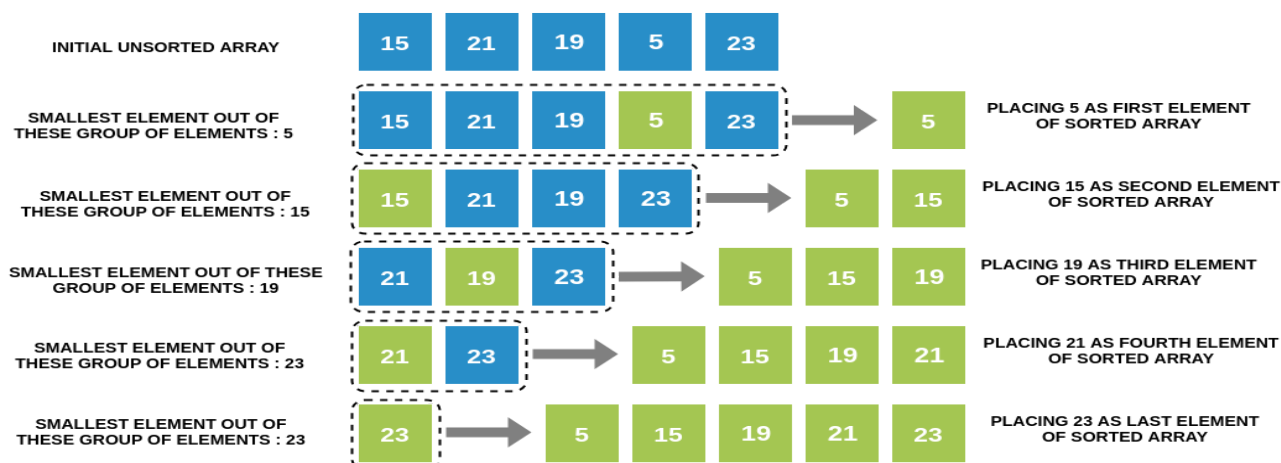 INITIAL UNSORTED ARRAY
15 21 19 5 23
SMALLEST ELEMENT OUT OF
THESE GROUP OF ELEMENTS : 5
15 21 19 5 23
5
PLACING 5 AS FIRST ELEMENT
OF SORTED ARRAY
SMALLEST ELEMENT OUT OF
THESE GROUP OF ELEMENTS : 15
15 21 19 23
5 15
PLACING 15 AS SECOND ELEMENT
OF SORTED ARRAY
SMALLEST ELEMENT OUT OF THESE
GROUP OF ELEMENTS : 19
21 19 23
5 15 19
PLACING 19 AS THIRD ELEMENT
OF SORTED ARRAY
SMALLEST ELEMENT OUT OF
THESE GROUP OF ELEMENTS : 23
21 23
5 15 19 21
PLACING 21 AS FOURTH ELEMENT
OF SORTED ARRAY
SMALLEST ELEMENT OUT OF
THESE GROUP OF ELEMENTS : 23
23
5 15 19 21 23
PLACING 23 AS LAST ELEMENT
OF SORTED ARRAY